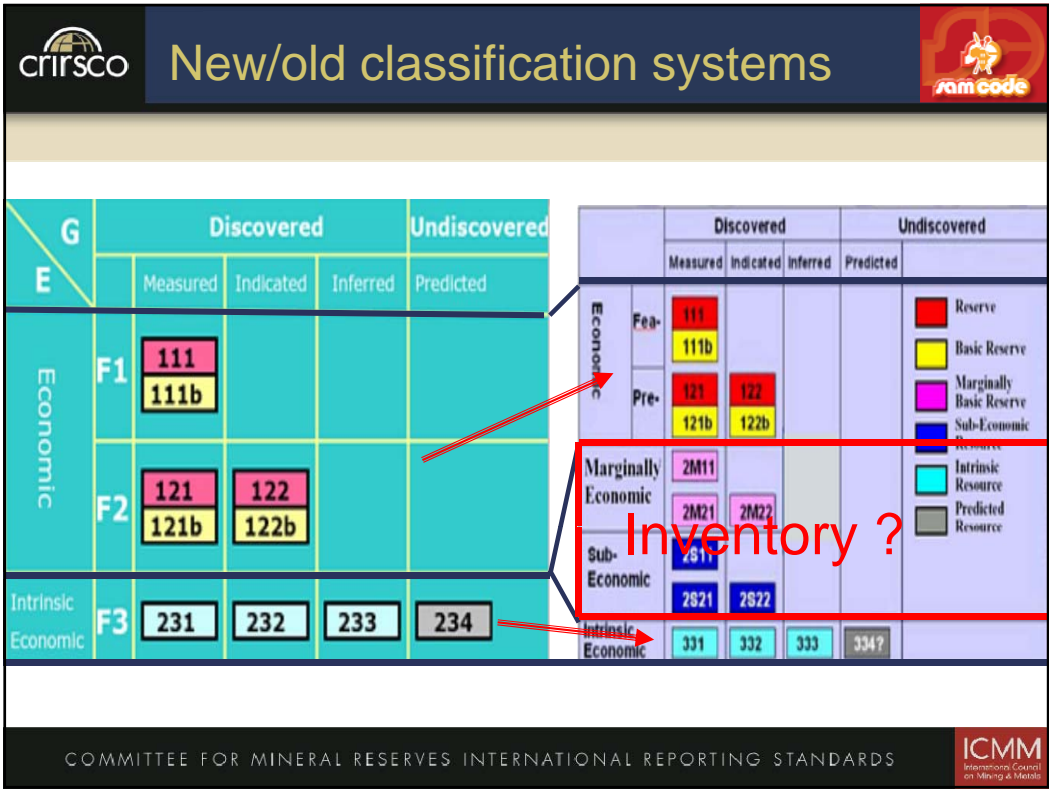 crirsco
New/old classification systems
samcode
G
E
Discovered
Undiscovered
Measured
Indicated
Inferred
Predicted
Economic
F1
111
111b
F2
121
122
121b
122b
Intrinsic
Economic
F3
231
232
233
234
Discovered
Undiscovered
Measured
Indicated
Inferred
Predicted
Economic
Fea-
111
111b
Pre-
121
122
121b
122b
Marginally
Economic
2M11
2M21
2M22
Sub-
Economic
2S11
2S21
2S22
Intrinsic
Economic
331
332
333
334?
Reserve
Basic Reserve
Marginally
Basic Reserve
Sub-Economic
Resource
Intrinsic
Resource
Predicted
Resource
Inventory ?
COMMITTEE FOR MINERAL RESERVES INTERNATIONAL REPORTING STANDARDS
ICMM
International Council
on Mining & Metals